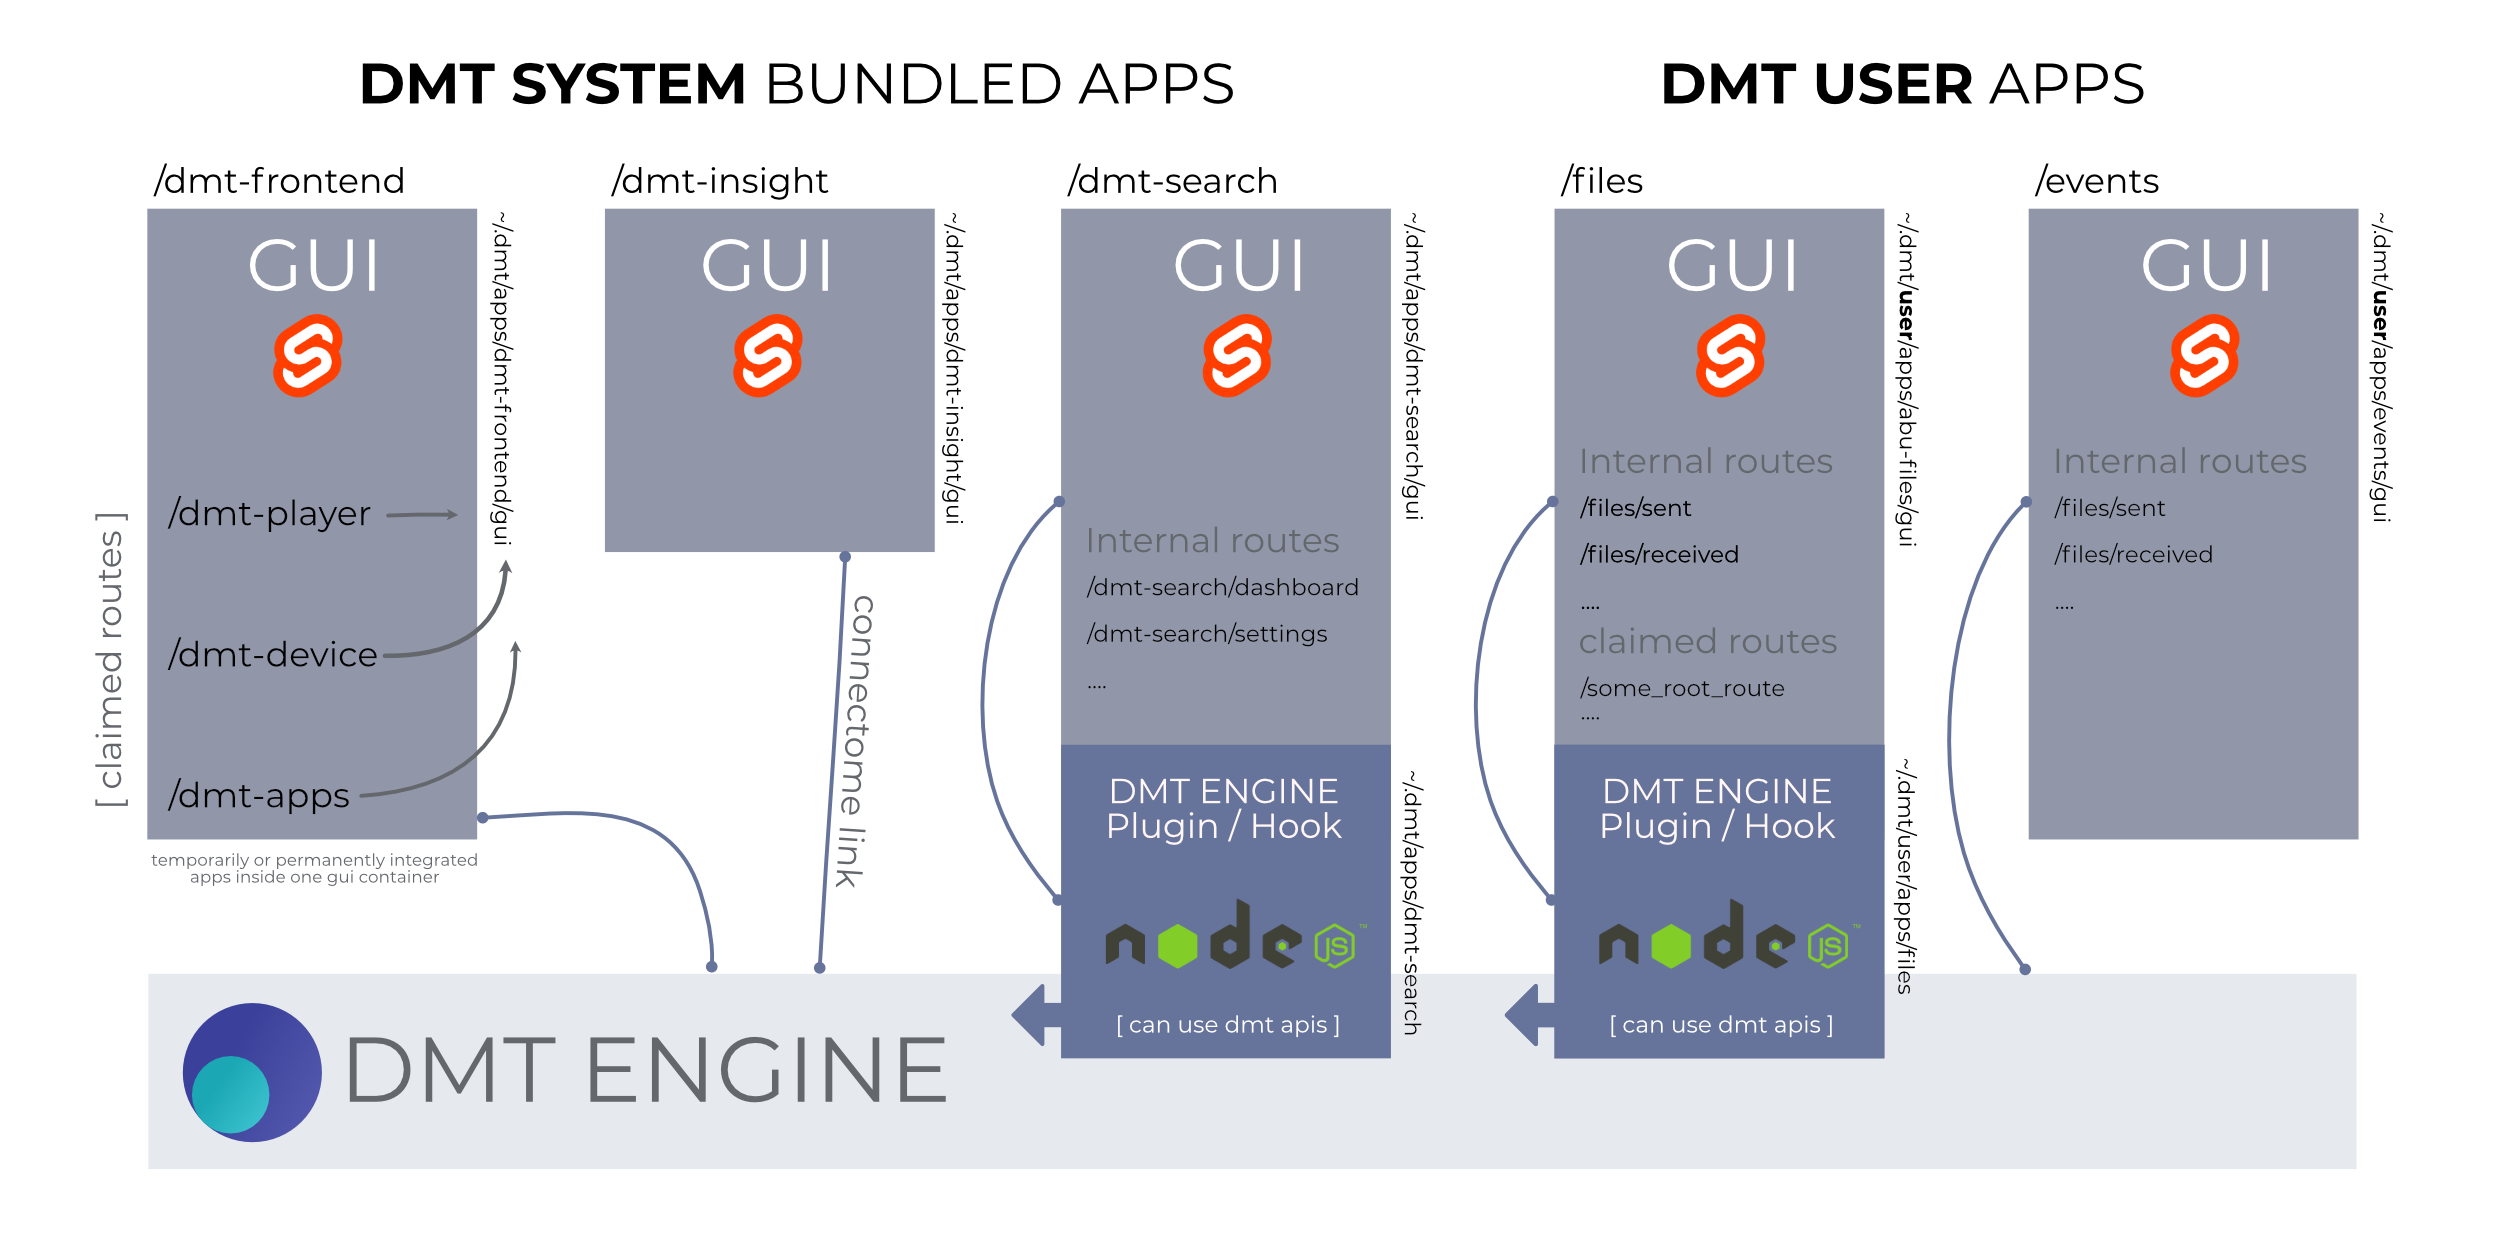 DMT SYSTEM BUNDLED APPS
DMT USER APPS
/dmt-frontend
GUI
~/.dmt/apps/dmt-frontend/gui
[ claimed routes ]
/dmt-player
/dmt-device
/dmt-apps
temporarily or permanently integrated
apps inside one gui container
/dmt-insight
GUI
~/.dmt/apps/dmt-insight/gui
connectome link
/dmt-search
GUI
~/.dmt/apps/dmt-search/gui
Internal routes
/dmt-search/dashboard
/dmt-search/settings
....
DMT ENGINE
Plugin / Hook
node JS ™
[ can use dmt apis ]
~/.dmt/apps/dmt-search
/files
GUI
~/.dmt/user/apps/abu-files/gui
Internal routes
/files/sent
/files/received
....
claimed routes
/some_root_route
....
DMT ENGINE
Plugin / Hook
node JS ™
[ can use dmt apis ]
~/.dmt/user/apps/files
/events
GUI
~/.dmt/user/apps/events/gui
Internal routes
/files/sent
/files/received
....
DMT ENGINE